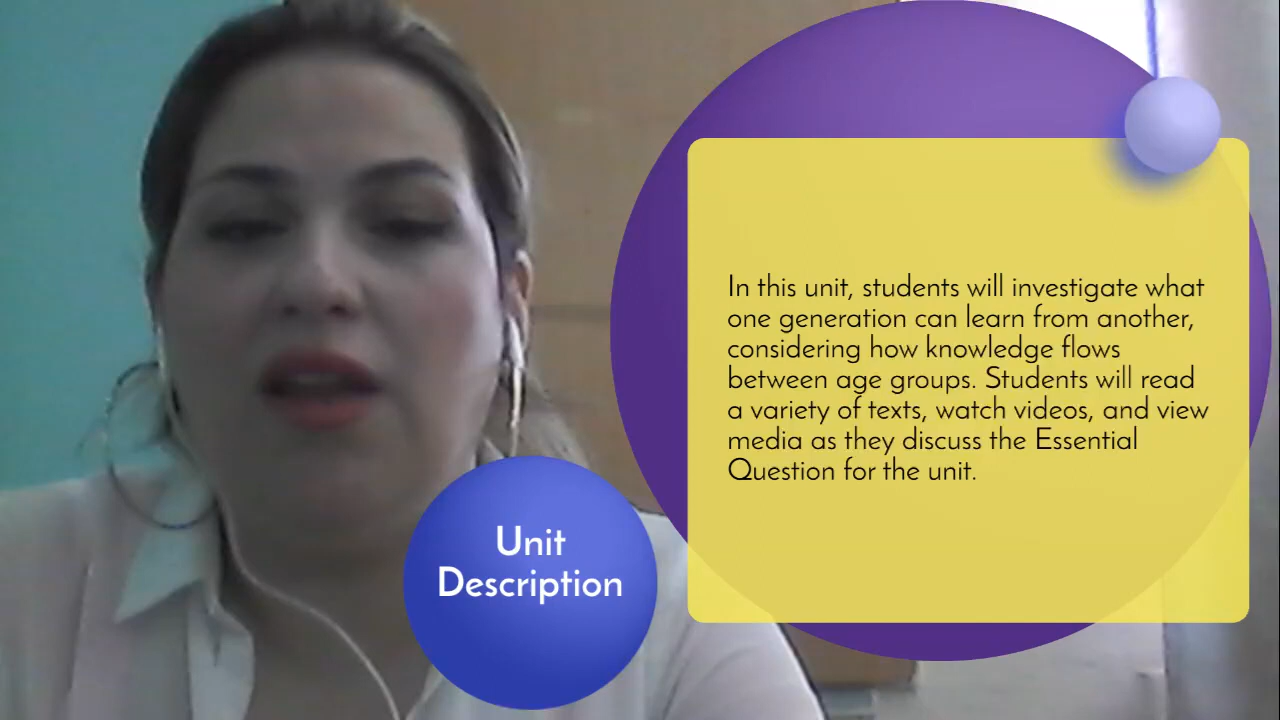 In this unit, students will investigate what
one generation can learn from another,
considering how knowledge flows
between age groups. Students will read
a variety of texts, watch videos, and view
media as they discuss the Essential
Question for the unit.
Unit
Description